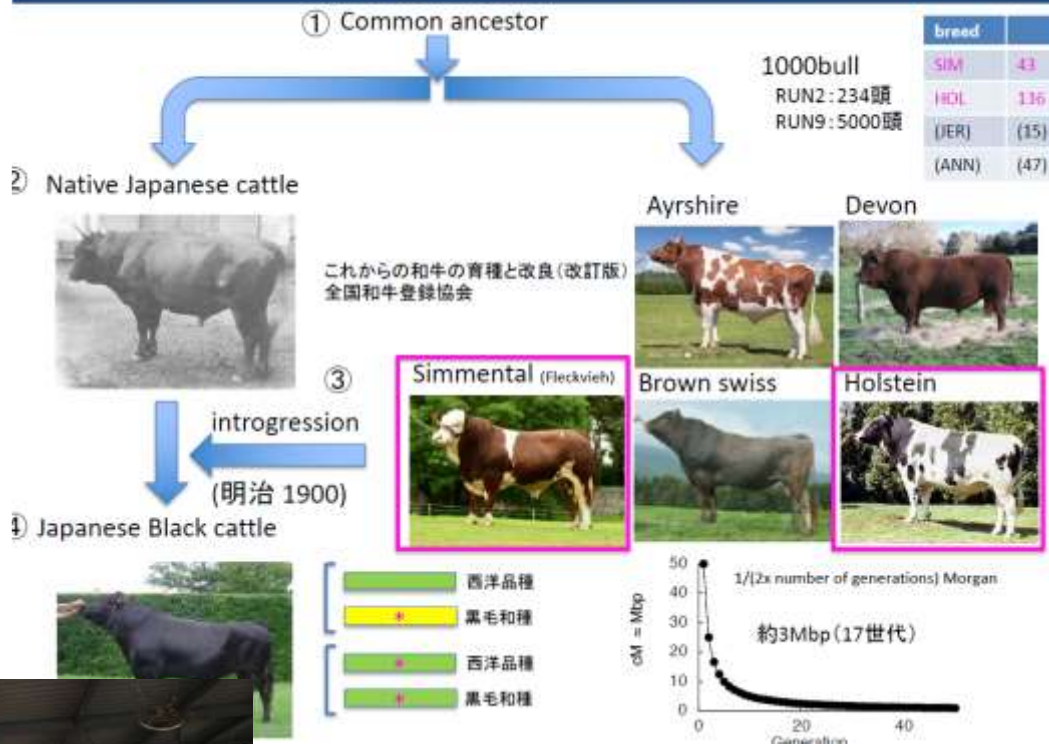 ① Common ancestor
1000bull
RUN2:234頭
RUN9:5000頭
breed
SIM 43
HOL 136
(JER) (15)
(ANN) (47)
② Native Japanese cattle
これからの和牛の育種と改良(改訂版)
全国和牛登録協会
Ayrshire
Devon
③
introgression
(明治 1900)
Simmental (Fleckvieh)
Brown swiss
Holstein
④ Japanese Black cattle
西洋品種
* 黒毛和種
* 西洋品種
* 黒毛和種
1/(2x number of generations) Morgan
約3Mbp(17世代)
cM = Mbp
50
40
30
20
10
0
0 20 40
Generation